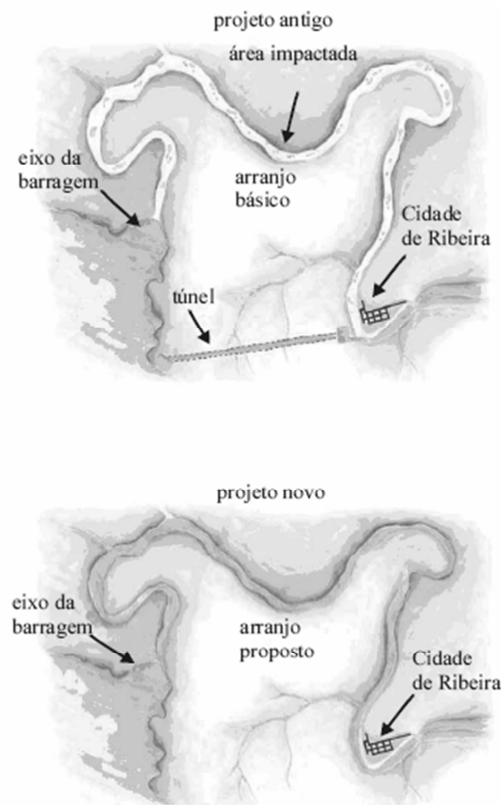 projeto antigo
área impactada
eixo da
barragem
arranjo
básico
Cidade
de Ribeira
túnel
projeto novo
eixo da
barragem
arranjo
proposto
Cidade
de Ribeira